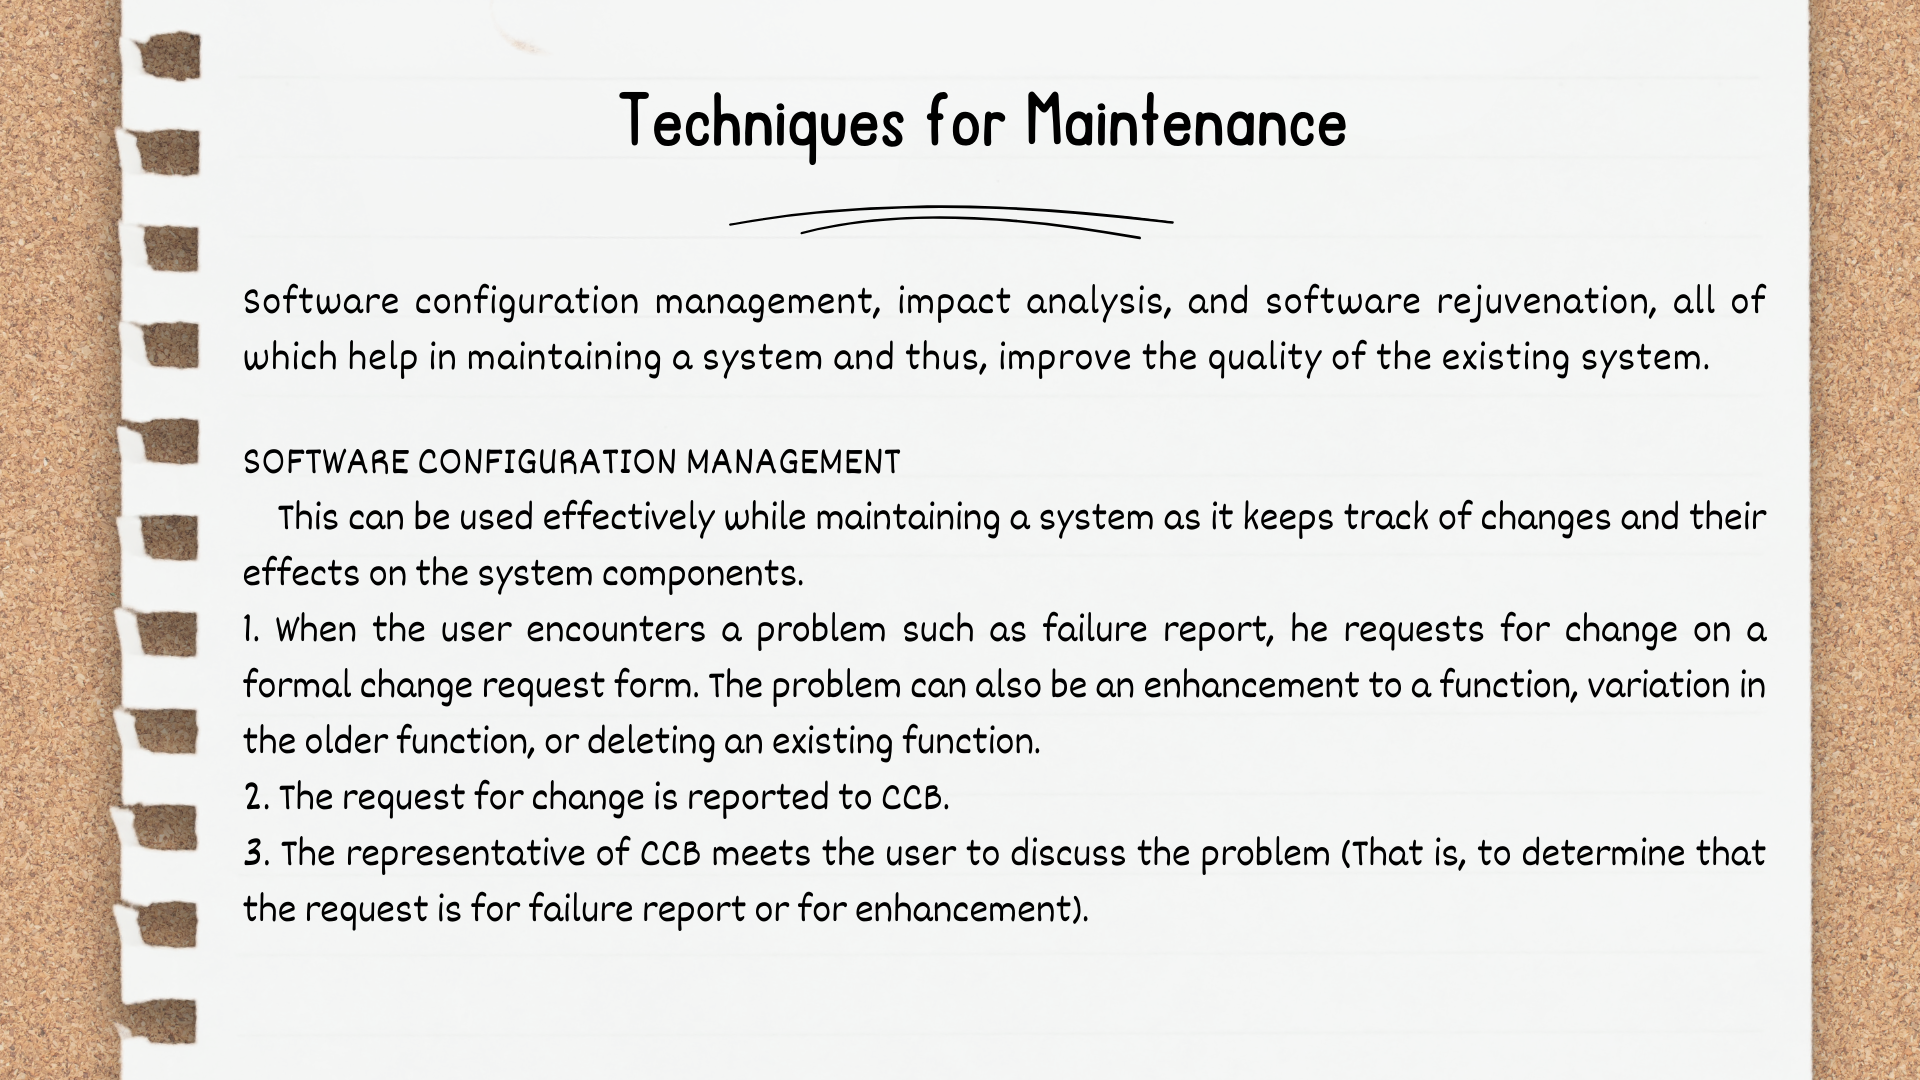 Techniques for Maintenance
Software configuration management, impact analysis, and software rejuvenation, all of
which help in maintaining a system and thus, improve the quality of the existing system.
SOFTWARE CONFIGURATION MANAGEMENT
This can be used effectively while maintaining a system as it keeps track of changes and their
effects on the system components.
1. When the user encounters a problem such as failure report, he requests for change on a
formal change request form. The problem can also be an enhancement to a function, variation in
the older function, or deleting an existing function.
2. The request for change is reported to CCB.
3. The representative of CCB meets the user to discuss the problem (That is, to determine that
the request is for failure report or for enhancement).